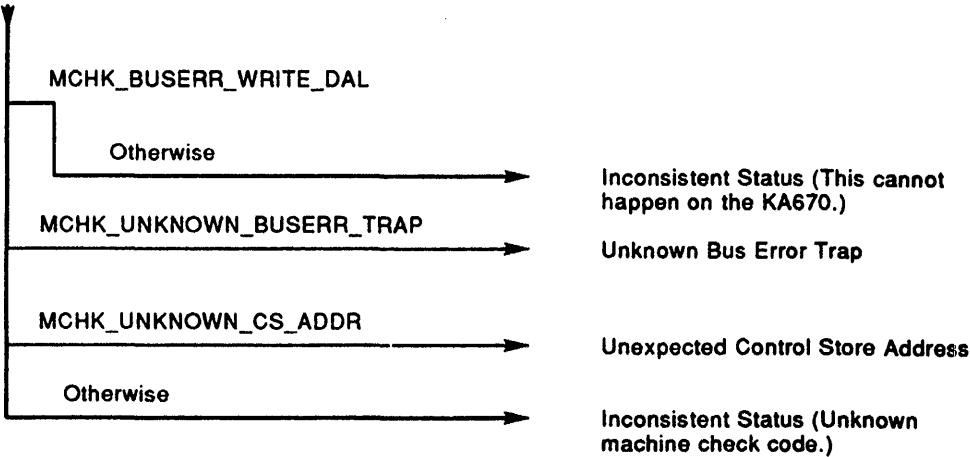 MCHK_BUSERR_WRITE_DAL
Otherwise
Inconsistent Status (This cannot
happen on the KA670.)
MCHK_UNKNOWN_BUSERR_TRAP
Unknown Bus Error Trap
MCHK_UNKNOWN_CS_ADDR
Unexpected Control Store Address
Otherwise
Inconsistent Status (Unknown
machine check code.)